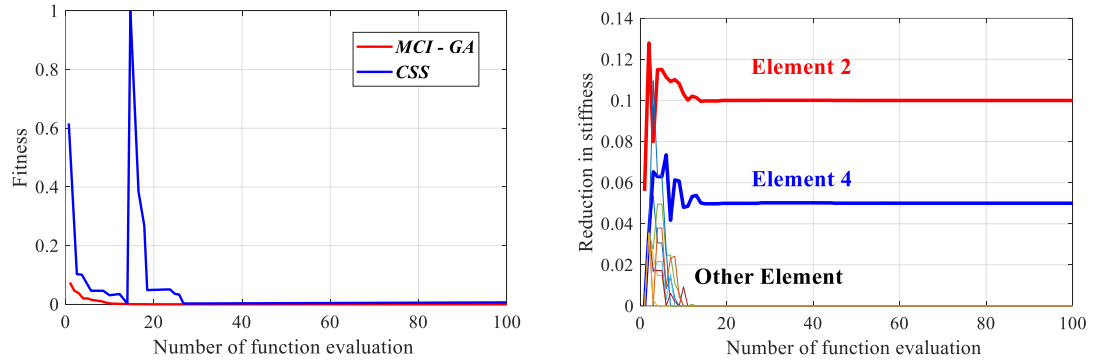 1
0.8
0.6
0.4
0.2
0
Fitness
MCI - GA
CSS
0 20 40 60 80 100
Number of function evaluation
0.14
0.12
0.1
0.08
0.06
0.04
0.02
0
Reduction in stiffness
Element 2
Element 4
Other Element
0 20 40 60 80 100
Number of function evaluation